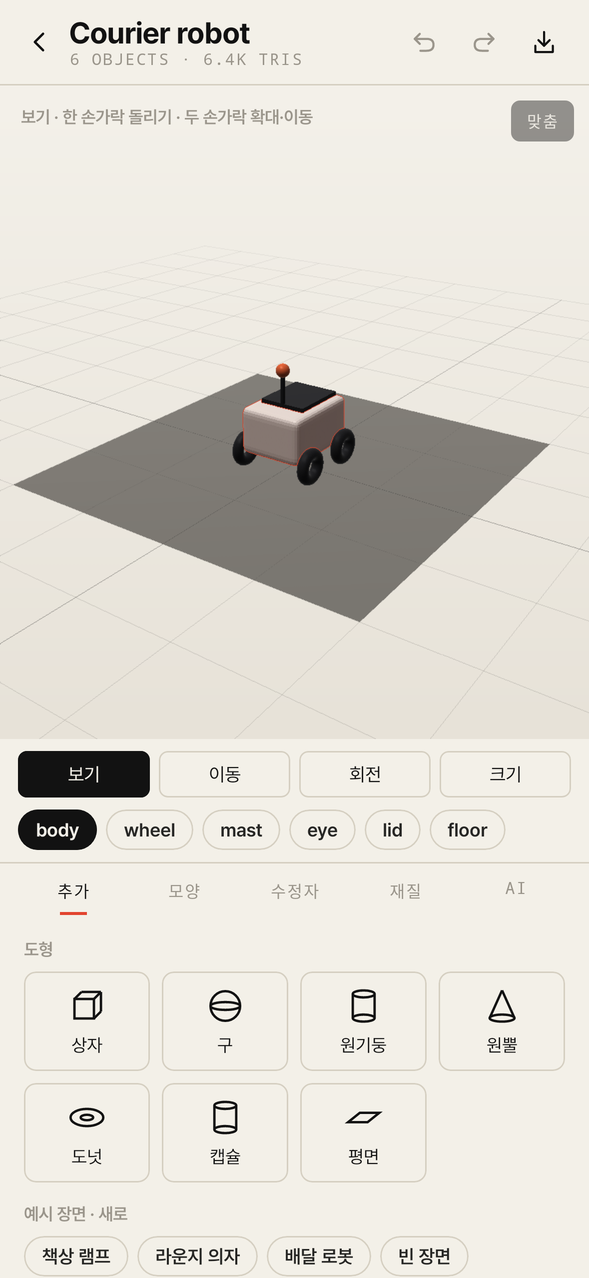 Courier robot
6 OBJECTS · 6.4K TRIS
보기 · 한 손가락 돌리기 · 두 손가락 확대·이동
맞춤
보기 이동 회전 크기
body wheel mast eye lid floor
추가 모양 수정자 재질 AI
도형
상자 구 원기둥 원뿔
도넛 캡슐 평면
예시 장면 · 새로
책상 램프 라운지 의자 배달 로봇 빈 장면